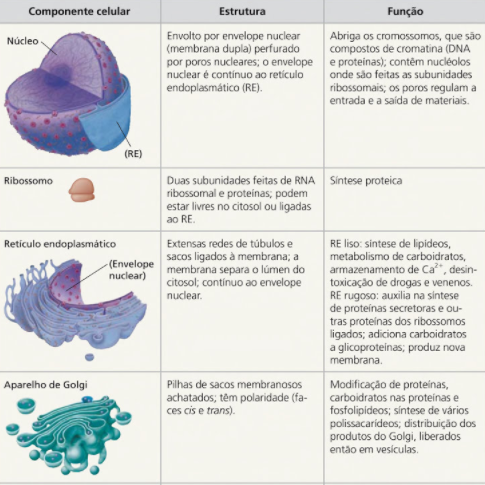 Componente celular
Estrutura
Função
Núcleo
(RE)
Envolto por envelope nuclear
(membrana dupla) perfurado
por poros nucleares; o envelope
nuclear é contínuo ao retículo
endoplasmático (RE).
Abriga os cromossomos, que são
compostos de cromatina (DNA
e proteínas); contêm nucléolos
onde são feitas as subunidades
ribossomais; os poros regulam a
entrada e a saída de materiais.
Ribossomo
Duas subunidades feitas de RNA
ribossomal e proteínas; podem
estar livres no citosol ou ligadas
ao RE.
Síntese proteica
Retículo endoplasmático
(Envelope
nuclear)
Extensas redes de túbulos e
sacos ligados à membrana; a
membrana separa o lúmen do
citosol; contínuo ao envelope
nuclear.
RE liso: síntese de lipídeos,
metabolismo de carboidratos,
armazenamento de Ca²⁺, desin-
toxicação de drogas e venenos.
RE rugoso: auxilia na síntese
de proteínas secretoras e ou-
tras proteínas dos ribossomos
ligados; adiciona carboidratos
a glicoproteínas; produz nova
membrana.
Aparelho de Golgi
Pilhas de sacos membranosos
achatados; têm polaridade (fa-
ces cis e trans).
Modificação de proteínas,
carboidratos nas proteínas e
fosfolipídeos; síntese de vários
polissacarídeos; distribuição dos
produtos do Golgi, liberados
então em vesículas.